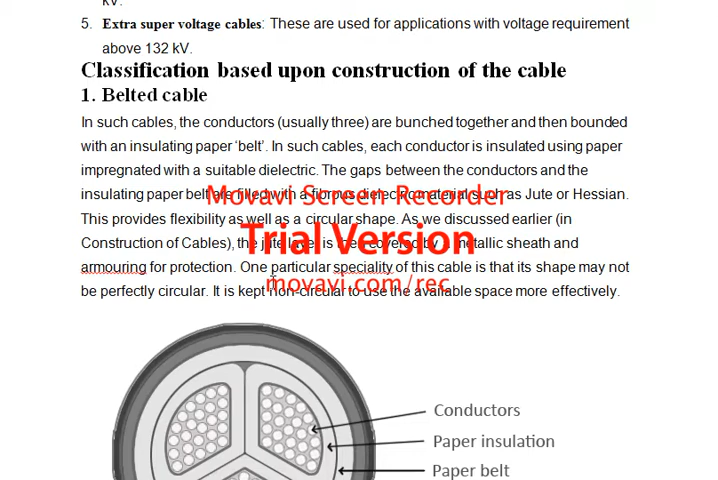 kV.
5. Extra super voltage cables: These are used for applications with voltage requirement
above 132 kV.
Classification based upon construction of the cable
1. Belted cable
In such cables, the conductors (usually three) are bunched together and then bounded
with an insulating paper ‘belt’. In such cables, each conductor is insulated using paper
impregnated with a suitable dielectric. The gaps between the conductors and the
insulating paper belt are filled with a fibrous dielectric material such as Jute or Hessian.
Movavi Screen Recorder
This provides flexibility as well as a circular shape. As we discussed earlier (in
Construction of Cables), the jute layer is then covered by a metallic sheath and
Trial Version
armouring for protection. One particular speciality of this cable is that its shape may not
be perfectly circular. It is kept non-circular to use the available space more effectively.
movavi.com/rec
Conductors
Paper insulation
Paper belt